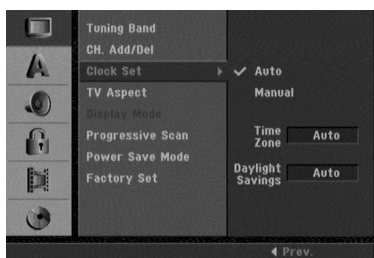 Tuning Band
CH. Add/Del
Clock Set
TV Aspect
Display Mode
Progressive Scan
Power Save Mode
Factory Set
A
✓ Auto
Manual
Time Zone Auto
Daylight Savings Auto
Prev.